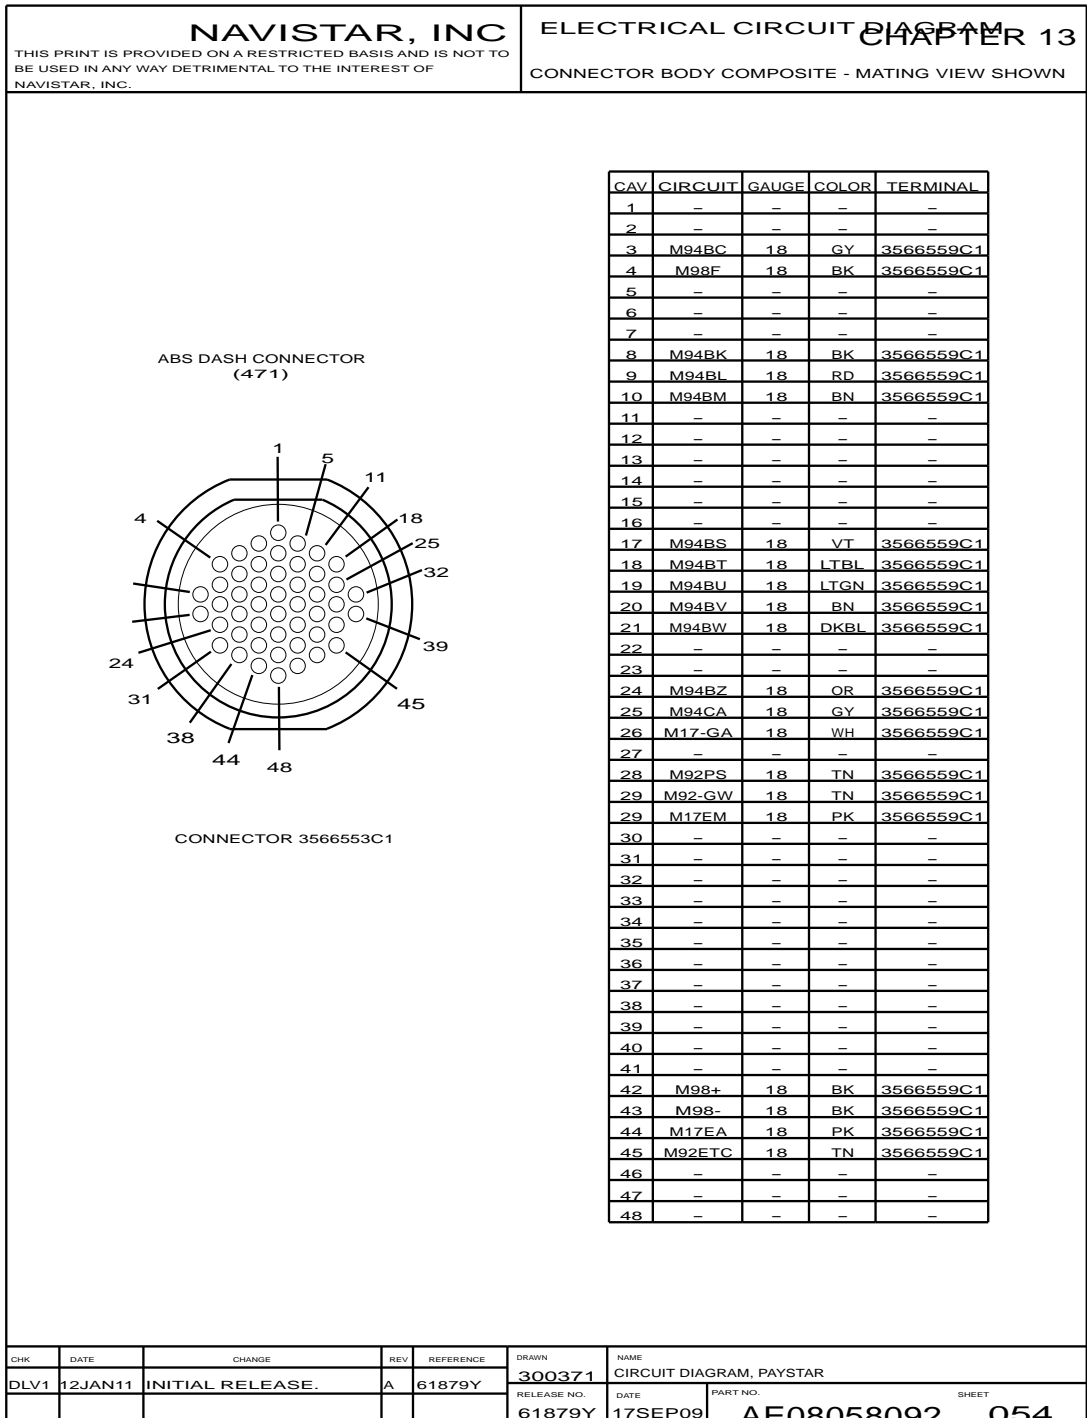 NAVISTAR, INC
THIS PRINT IS PROVIDED ON A RESTRICTED BASIS AND IS NOT TO
BE USED IN ANY WAY DETRIMENTAL TO THE INTEREST OF
NAVISTAR, INC.
ELECTRICAL CIRCUIT DIAGRAM
CHAPTER 13
CONNECTOR BODY COMPOSITE - MATING VIEW SHOWN
ABS DASH CONNECTOR
(471)
1
5
11
4
18
25
32
39
24
31
45
38
44
48
CONNECTOR 3566553C1
CAV CIRCUIT GAUGE COLOR TERMINAL
1 – – – –
2 – – – –
3 M94BC 18 GY 3566559C1
4 M98F 18 BK 3566559C1
5 – – – –
6 – – – –
7 – – – –
8 M94BK 18 BK 3566559C1
9 M94BL 18 RD 3566559C1
10 M94BM 18 BN 3566559C1
11 – – – –
12 – – – –
13 – – – –
14 – – – –
15 – – – –
16 – – – –
17 M94BS 18 VT 3566559C1
18 M94BT 18 LTBL 3566559C1
19 M94BU 18 LTGN 3566559C1
20 M94BV 18 BN 3566559C1
21 M94BW 18 DKBL 3566559C1
22 – – – –
23 – – – –
24 M94BZ 18 OR 3566559C1
25 M94CA 18 GY 3566559C1
26 M17-GA 18 WH 3566559C1
27 – – – –
28 M92PS 18 TN 3566559C1
29 M92-GW 18 TN 3566559C1
29 M17EM 18 PK 3566559C1
30 – – – –
31 – – – –
32 – – – –
33 – – – –
34 – – – –
35 – – – –
36 – – – –
37 – – – –
38 – – – –
39 – – – –
40 – – – –
41 – – – –
42 M98+ 18 BK 3566559C1
43 M98- 18 BK 3566559C1
44 M17EA 18 PK 3566559C1
45 M92ETC 18 TN 3566559C1
46 – – – –
47 – – – –
48 – – – –
CHK DATE CHANGE REV REFERENCE
DLV1 12JAN11 INITIAL RELEASE. A 61879Y
DRAWN
300371
NAME
CIRCUIT DIAGRAM, PAYSTAR
RELEASE NO. DATE PART NO. SHEET
61879Y 17SEP09 AE08058092 054